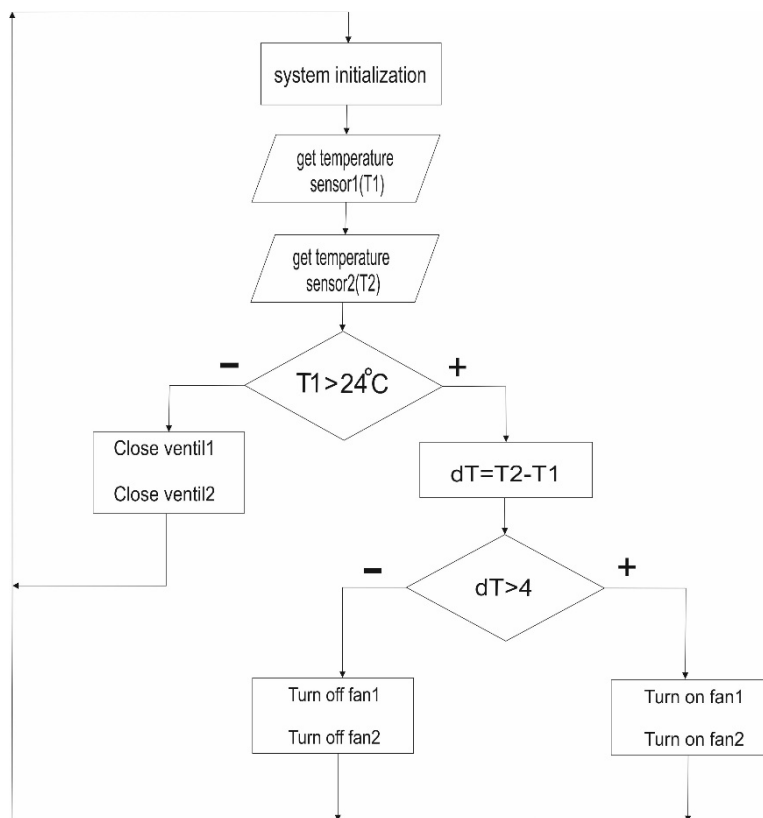 system initialization
get temperature
sensor1(T1)
get temperature
sensor2(T2)
− +
T1>24°C
Close ventil1
Close ventil2
dT=T2-T1
− +
dT>4
Turn off fan1
Turn off fan2
Turn on fan1
Turn on fan2